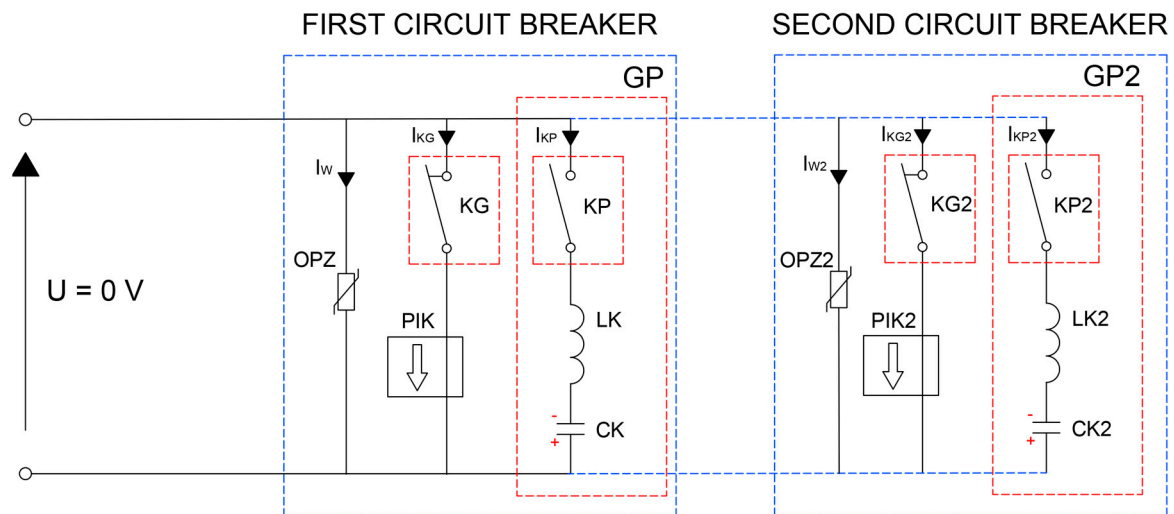 FIRST CIRCUIT BREAKER
SECOND CIRCUIT BREAKER
GP
GP2
IKG
IKP
IKG2
IKP2
IW
IW2
KG
KP
KG2
KP2
OPZ
OPZ2
U = 0 V
PIK
LK
PIK2
LK2
-
+
CK
-
+
CK2